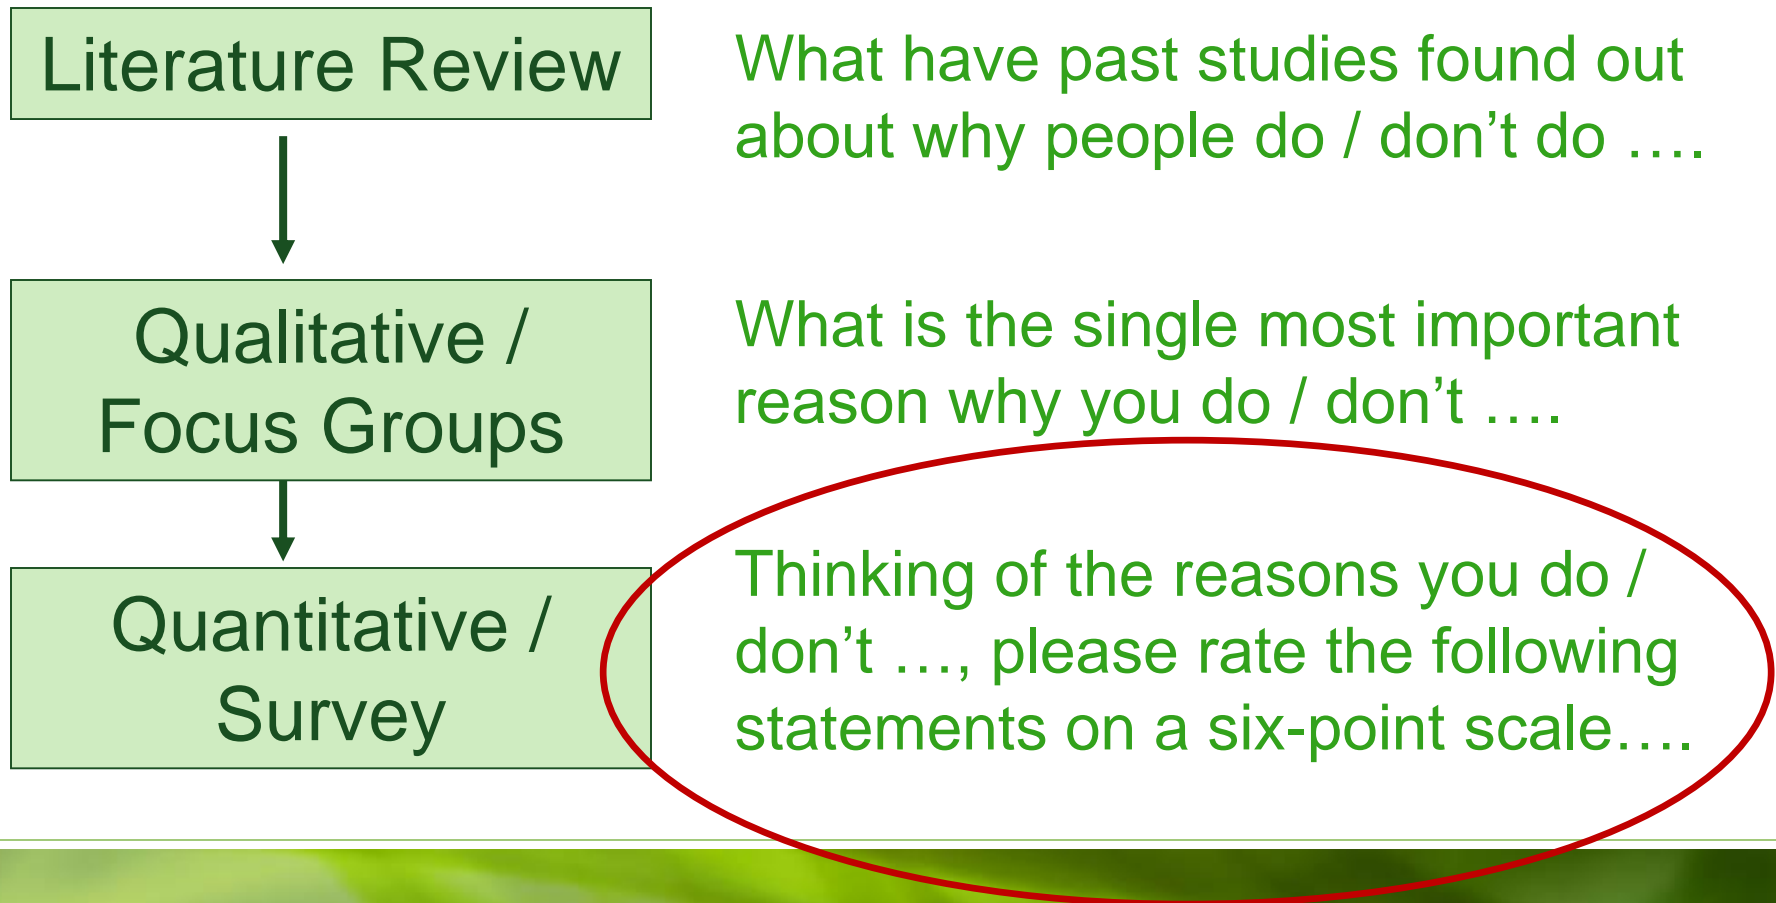 Literature Review
What have past studies found out
about why people do / don’t do ….
Qualitative /
Focus Groups
What is the single most important
reason why you do / don’t ….
Quantitative /
Survey
Thinking of the reasons you do /
don’t …, please rate the following
statements on a six-point scale….